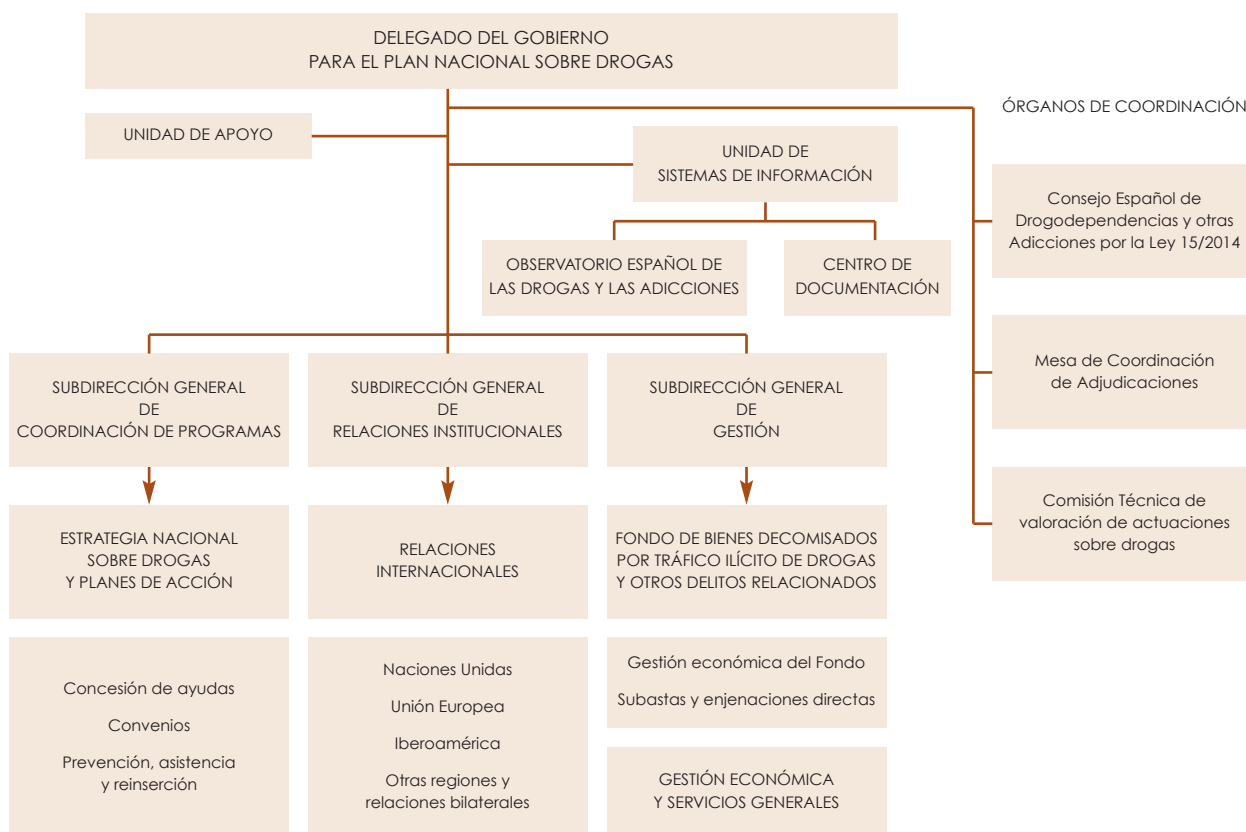 DELEGADO DEL GOBIERNO
PARA EL PLAN NACIONAL SOBRE DROGAS
ÓRGANOS DE COORDINACIÓN
UNIDAD DE APOYO
UNIDAD DE
SISTEMAS DE INFORMACIÓN
OBSERVATORIO ESPAÑOL DE
LAS DROGAS Y LAS ADICCIONES
CENTRO DE
DOCUMENTACIÓN
Consejo Español de
Drogodependencias y otras
Adicciones por la Ley 15/2014
Mesa de Coordinación
de Adjudicaciones
Comisión Técnica de
valoración de actuaciones
sobre drogas
SUBDIRECCIÓN GENERAL
DE
COORDINACIÓN DE PROGRAMAS
SUBDIRECCIÓN GENERAL
DE
RELACIONES INSTITUCIONALES
SUBDIRECCIÓN GENERAL
DE
GESTIÓN
ESTRATEGIA NACIONAL
SOBRE DROGAS
Y PLANES DE ACCIÓN
RELACIONES
INTERNACIONALES
FONDO DE BIENES DECOMISADOS
POR TRÁFICO ILÍCITO DE DROGAS
Y OTROS DELITOS RELACIONADOS
Concesión de ayudas
Convenios
Prevención, asistencia
y reinserción
Naciones Unidas
Unión Europea
Iberoamérica
Otras regiones y
relaciones bilaterales
Gestión económica del Fondo
Subastas y enjenaciones directas
GESTIÓN ECONÓMICA
Y SERVICIOS GENERALES